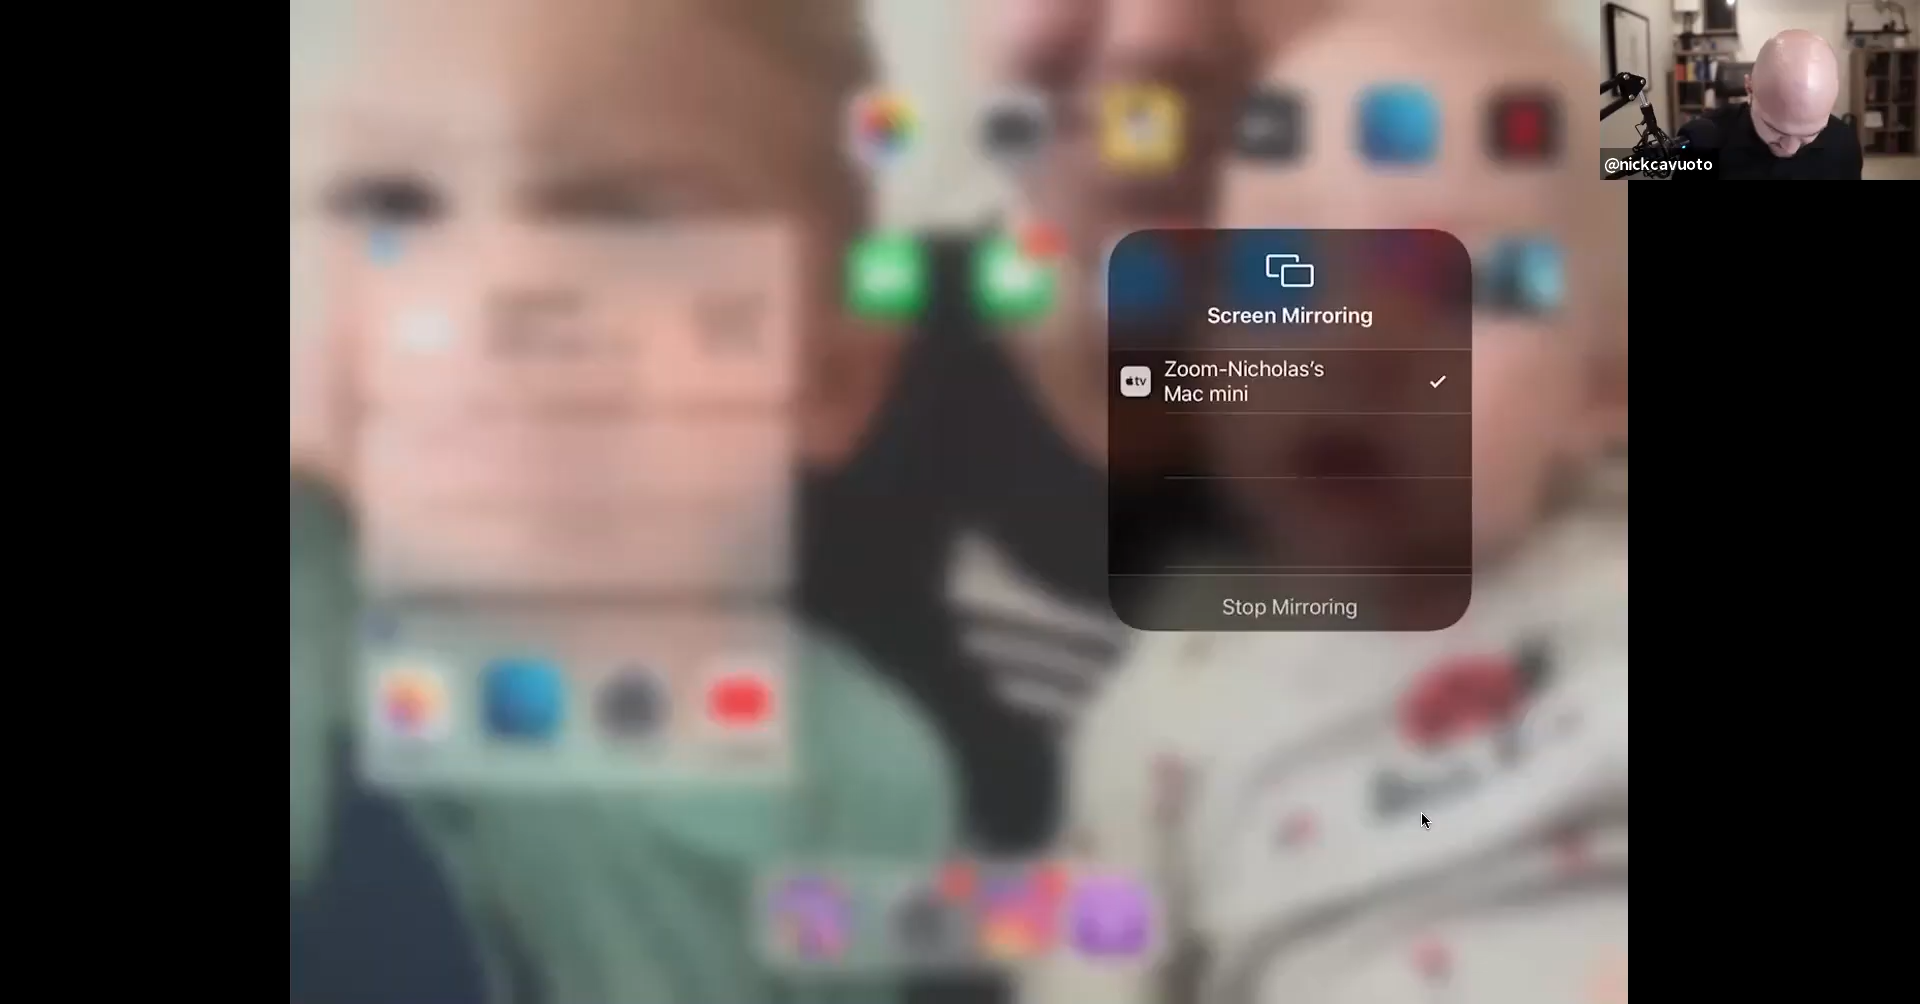 @nickcavuoto
Screen Mirroring
tv
Zoom-Nicholas’s
Mac mini
Stop Mirroring